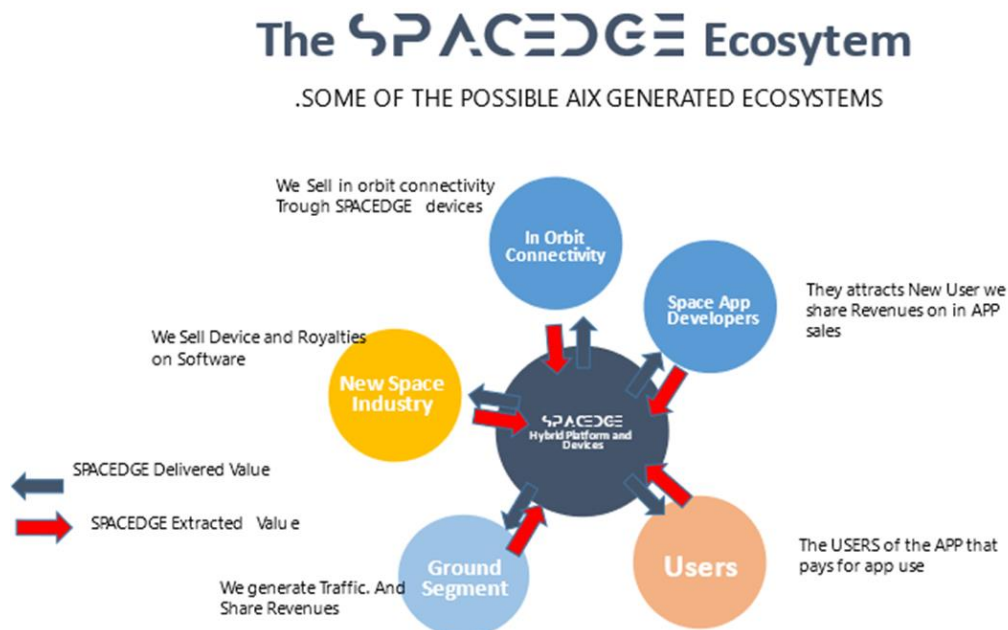 The SPACEDGE Ecosytem
.SOME OF THE POSSIBLE AIX GENERATED ECOSYSTEMS
We Sell in orbit connectivity
Trough SPACEDGE devices
In Orbit
Connectivity
Space App
Developers
They attracts New User we
share Revenues on in APP
sales
We Sell Device and Royalties
on Software
New Space
Industry
SPACEDGE
Hybrid Platform and
Devices
SPACEDGE Delivered Value
SPACEDGE Extracted Value
Ground
Segment
We generate Traffic. And
Share Revenues
Users
The USERS of the APP that
pays for app use